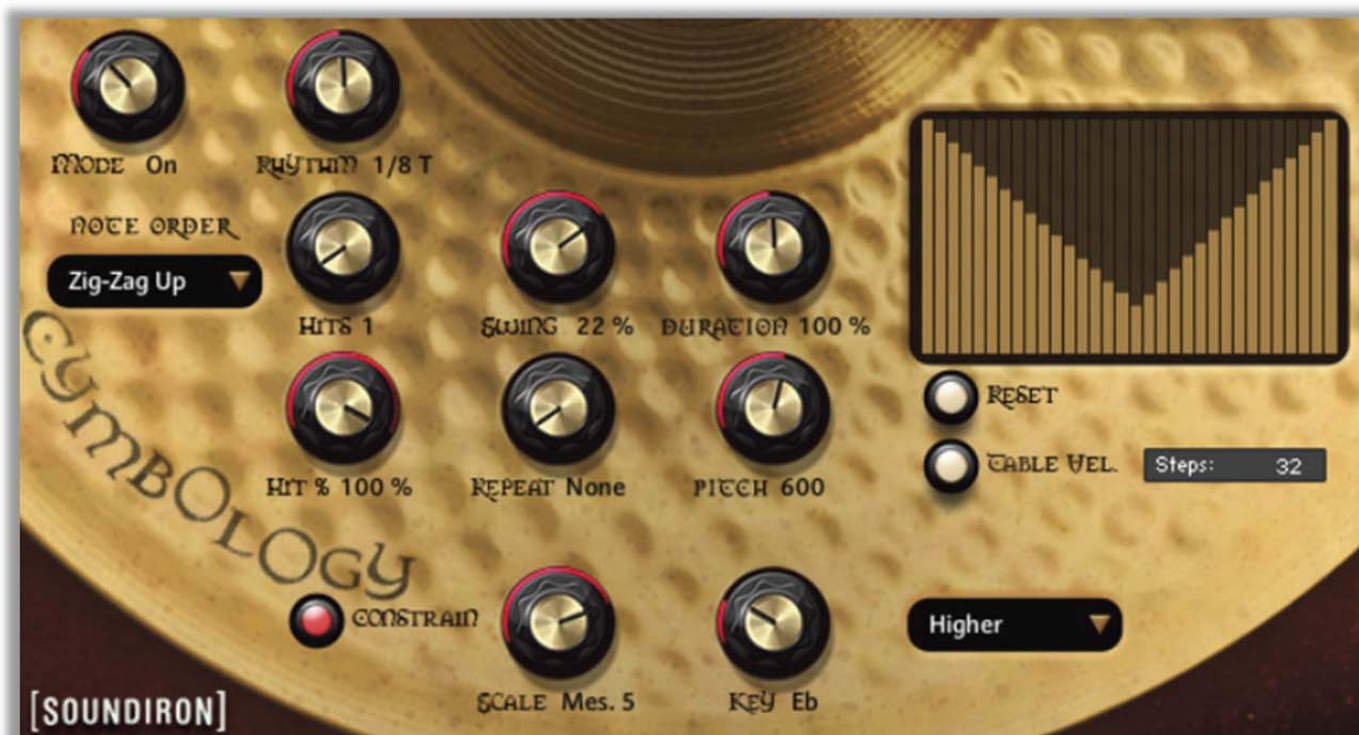 MODE On
RHYTHM 1/8 T
NOTE ORDER
Zig-Zag Up
HITS 1
SWING 22 %
DURATION 100 %
HIT % 100 %
REPEAT None
PITCH 600
RESET
TABLE VEL.
Steps: 32
CYMBOLOGY
CONSTRAIN
SCALE Mes. 5
KEY Eb
Higher
[SOUNDIRON]